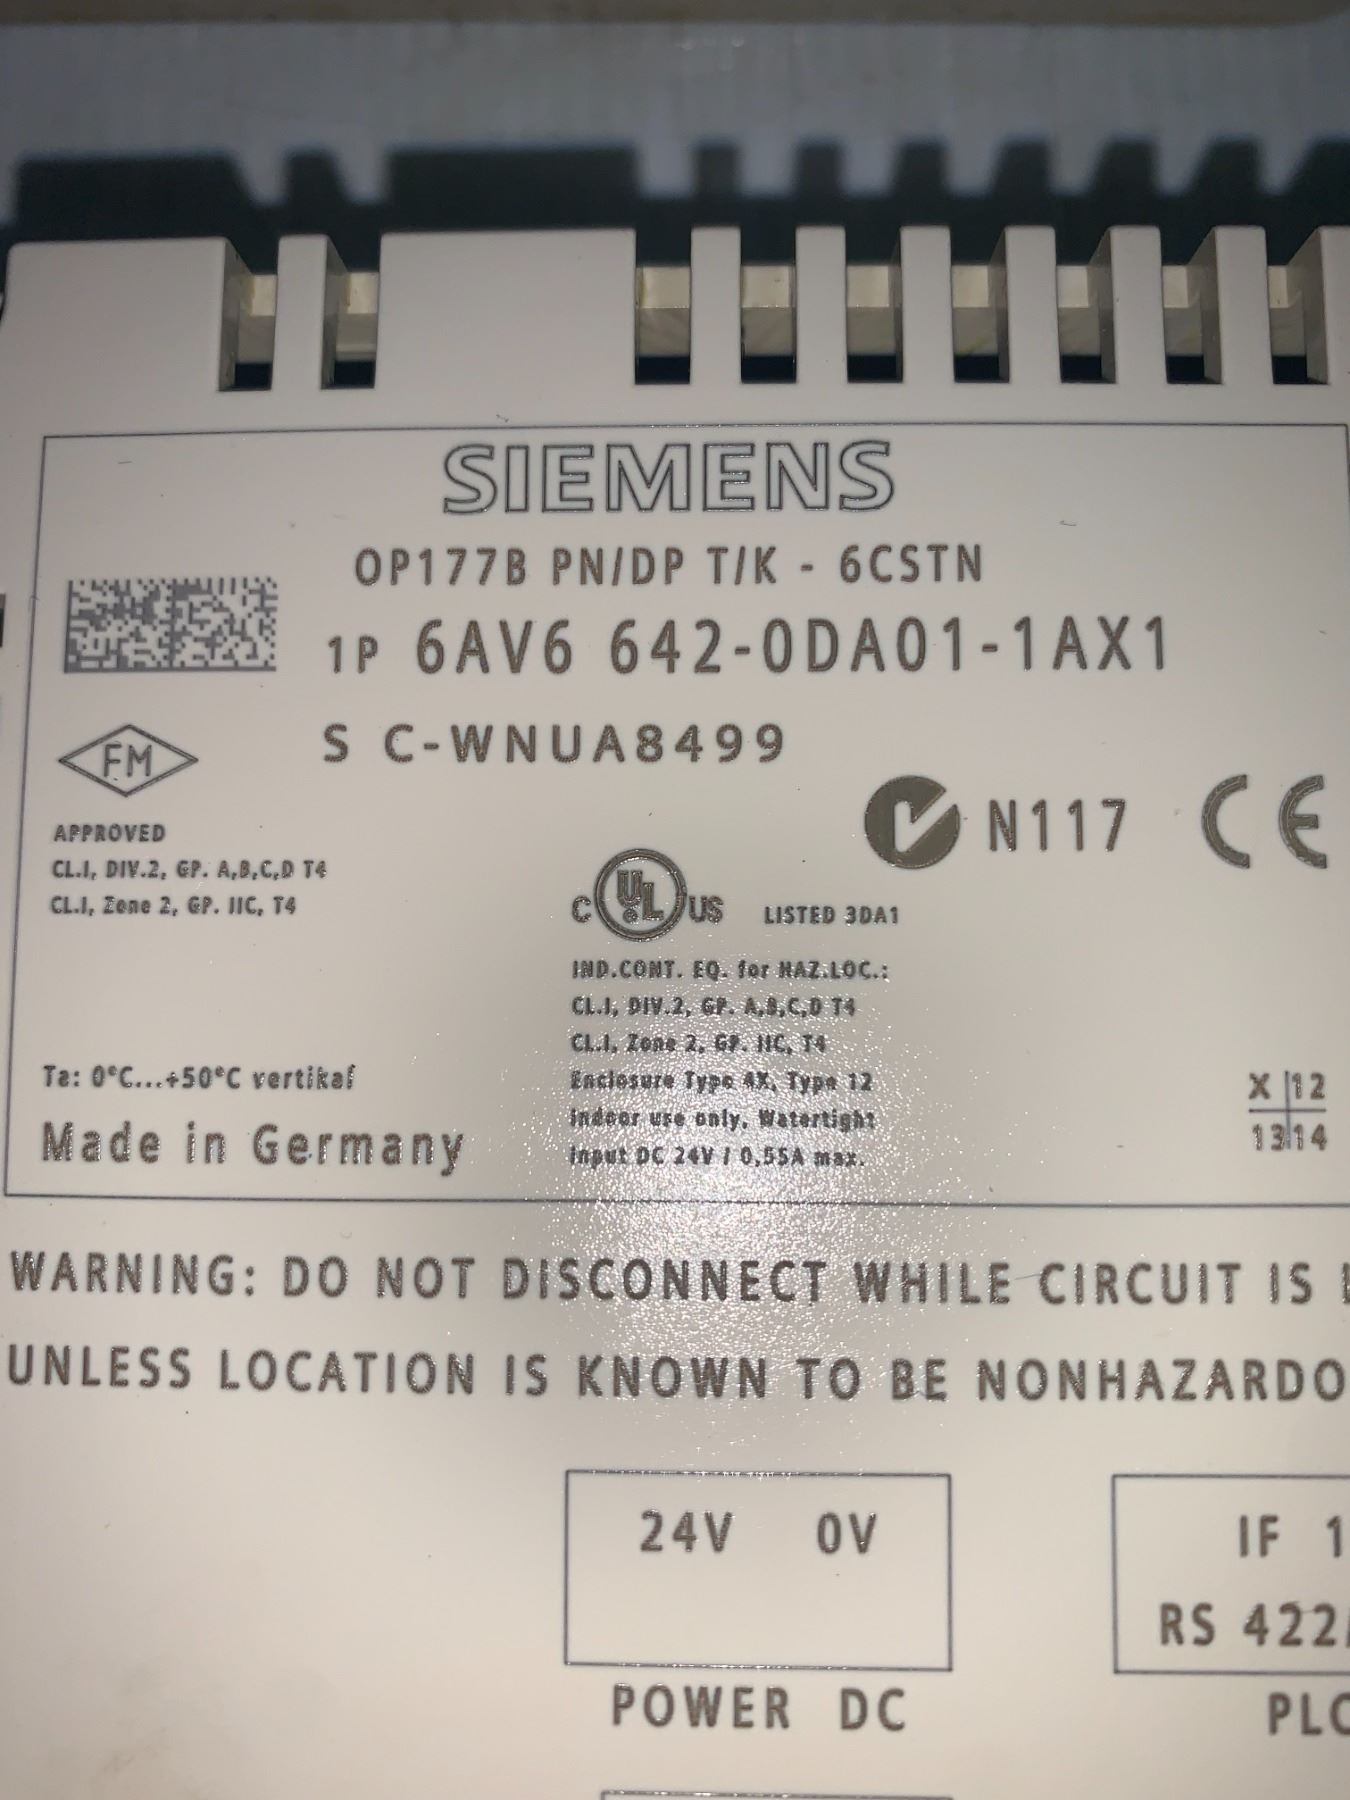 SIEMENS
OP177B PN/DP T/K - 6CSTN
1P 6AV6 642-0DA01-1AX1
S C-WNUA8499
FM
APPROVED
CL.I, DIV.2, GP. A,B,C,D T4
CL.I, Zone 2, GP. IIC, T4
N117 CE
C UL US LISTED 3DA1
IND.CONT. EQ. for HAZ.LOC.:
CL.I, DIV.2, GP. A,B,C,D T4
CL.I, Zone 2, GP. IIC, T4
Enclosure Type 4X, Type 12
Indoor use only, Watertight
Input DC 24V / 0,55A max.
Ta: 0°C...+50°C vertikal
Made in Germany
X 12
13 14
WARNING: DO NOT DISCONNECT WHILE CIRCUIT IS
UNLESS LOCATION IS KNOWN TO BE NONHAZARDO
24V 0V
POWER DC
IF 1
RS 422
PLC